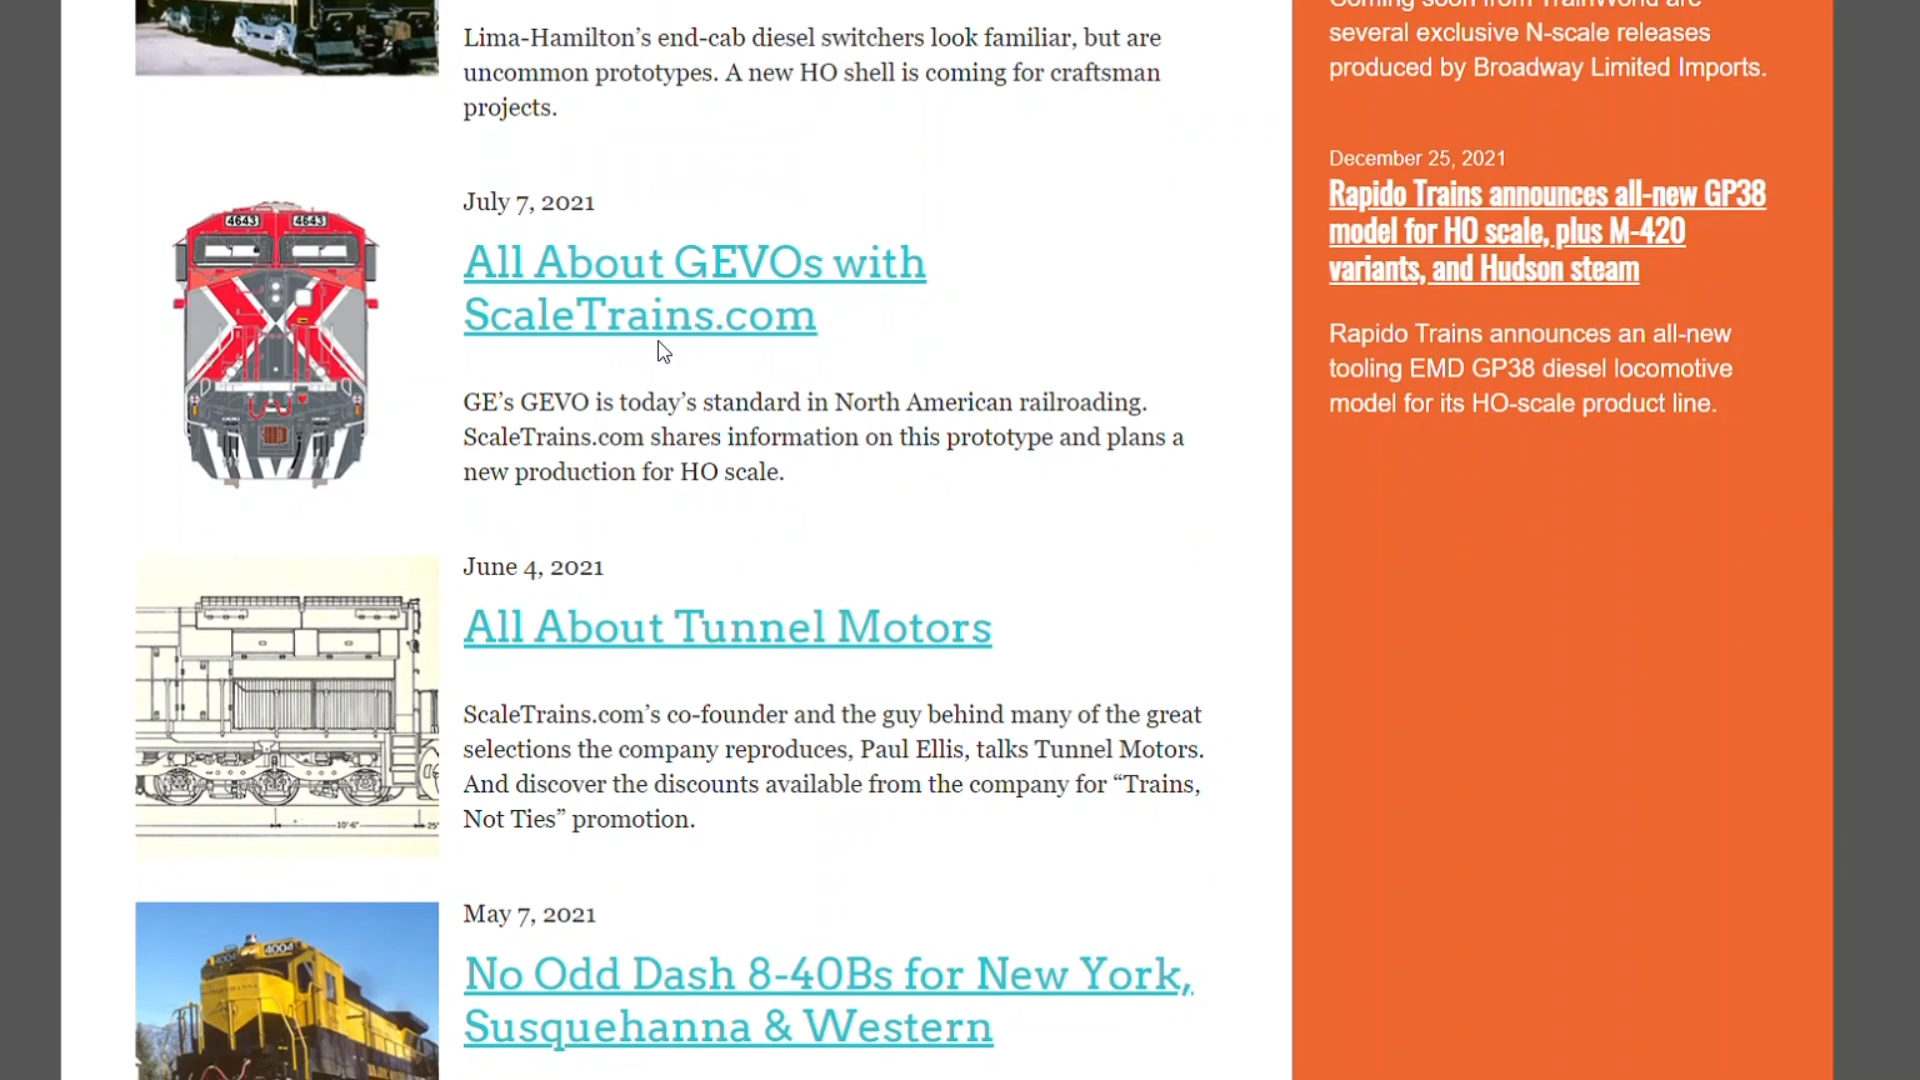 Lima-Hamilton’s end-cab diesel switchers look familiar, but are
uncommon prototypes. A new HO shell is coming for craftsman
projects.
4643 4643
July 7, 2021
All About GEVOs with
ScaleTrains.com
GE’s GEVO is today’s standard in North American railroading.
ScaleTrains.com shares information on this prototype and plans a
new production for HO scale.
10'-6"
25'
June 4, 2021
All About Tunnel Motors
ScaleTrains.com’s co-founder and the guy behind many of the great
selections the company reproduces, Paul Ellis, talks Tunnel Motors.
And discover the discounts available from the company for “Trains,
Not Ties” promotion.
4004 4004
May 7, 2021
No Odd Dash 8-40Bs for New York,
Susquehanna & Western
Coming soon from TrainWorld are
several exclusive N-scale releases
produced by Broadway Limited Imports.
December 25, 2021
Rapido Trains announces all-new GP38
model for HO scale, plus M-420
variants, and Hudson steam
Rapido Trains announces an all-new
tooling EMD GP38 diesel locomotive
model for its HO-scale product line.